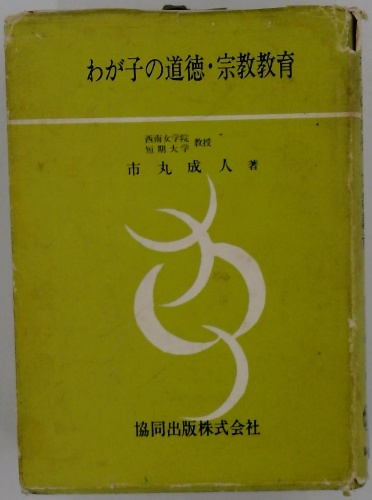 わが子の道徳・宗教教育
西南女学院
短期大学 教授
市丸成人 著
協同出版株式会社